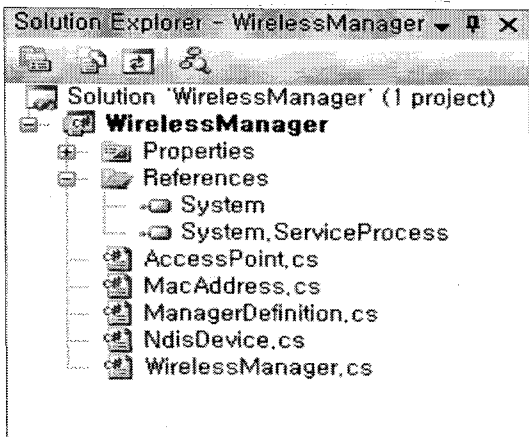 Solution Explorer - WirelessManager
Solution 'WirelessManager' (1 project)
WirelessManager
Properties
References
System
System,ServiceProcess
AccessPoint,cs
MacAddress,cs
ManagerDefinition,cs
NdisDevice,cs
WirelessManager,cs